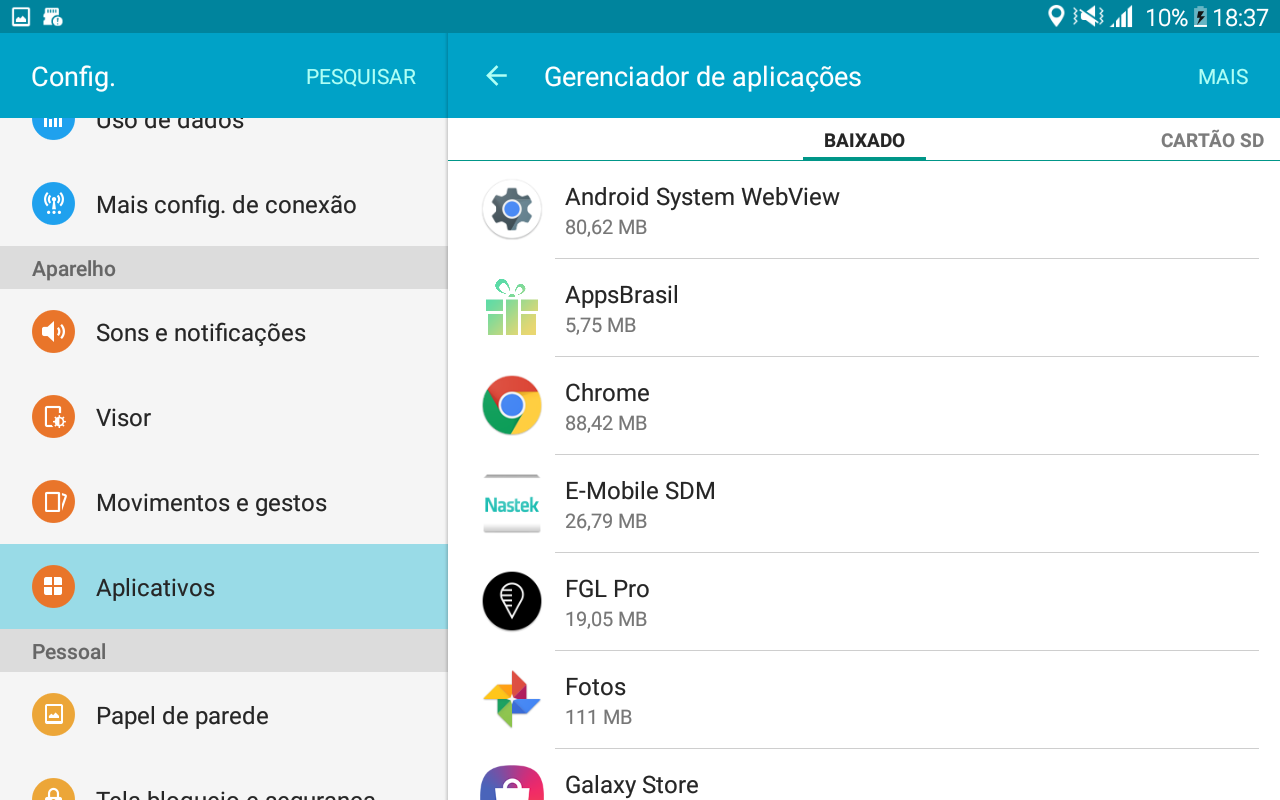 10% 18:37
Config.
PESQUISAR
Gerenciador de aplicações
MAIS
Uso de dados
Mais config. de conexão
Aparelho
Sons e notificações
Visor
Movimentos e gestos
Aplicativos
Pessoal
Papel de parede
Tela bloqueio e segurança
BAIXADO
CARTÃO SD
Android System WebView
80,62 MB
AppsBrasil
5,75 MB
Chrome
88,42 MB
Nastek
E-Mobile SDM
26,79 MB
FGL Pro
19,05 MB
Fotos
111 MB
Galaxy Store